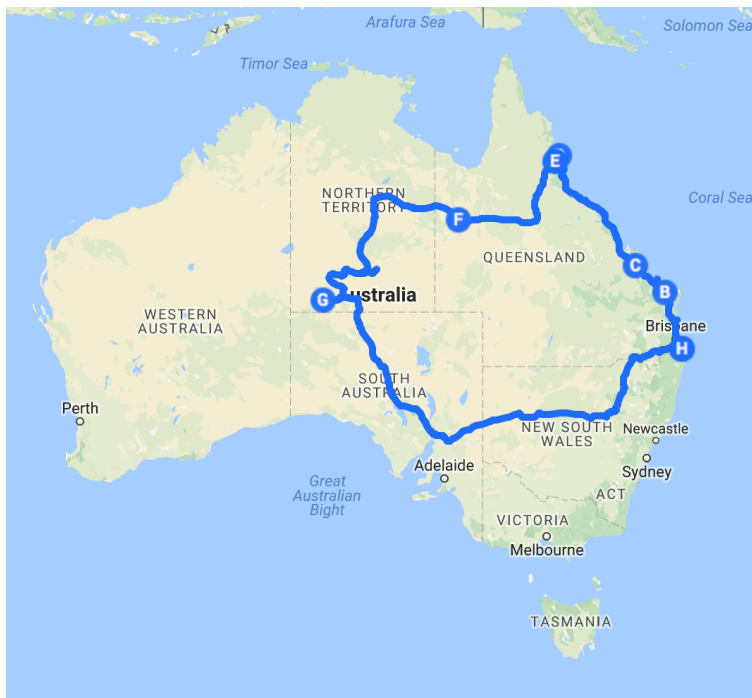 Arafura Sea
Solomon Sea
Timor Sea
E
Coral Sea
NORTHERN
TERRITORY
F
QUEENSLAND
C
B
ustralia
G
WESTERN
AUSTRALIA
Brisbane
H
SOUTH
AUSTRALIA
Perth
NEW SOUTH
WALES
Newcastle
Adelaide
Sydney
Great
Australian
Bight
ACT
VICTORIA
Melbourne
TASMANIA